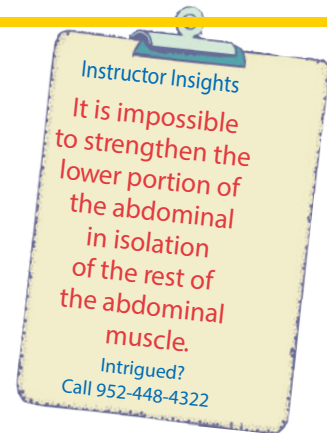 Instructor Insights
It is impossible
to strengthen the
lower portion of
the abdominal
in isolation
of the rest of
the abdominal
muscle.
Intrigued?
Call 952-448-4322